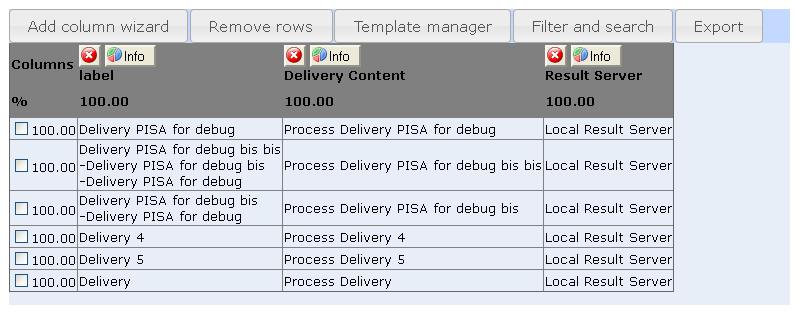 Add column wizard Remove rows Template manager Filter and search Export
Columns Info Info Info
label Delivery Content Result Server
% 100.00 100.00 100.00
100.00 Delivery PISA for debug Process Delivery PISA for debug Local Result Server
Delivery PISA for debug bis bis
100.00 -Delivery PISA for debug bis Process Delivery PISA for debug bis bis Local Result Server
-Delivery PISA for debug
Delivery PISA for debug bis
100.00 -Delivery PISA for debug Process Delivery PISA for debug bis Local Result Server
100.00 Delivery 4 Process Delivery 4 Local Result Server
100.00 Delivery 5 Process Delivery 5 Local Result Server
100.00 Delivery Process Delivery Local Result Server